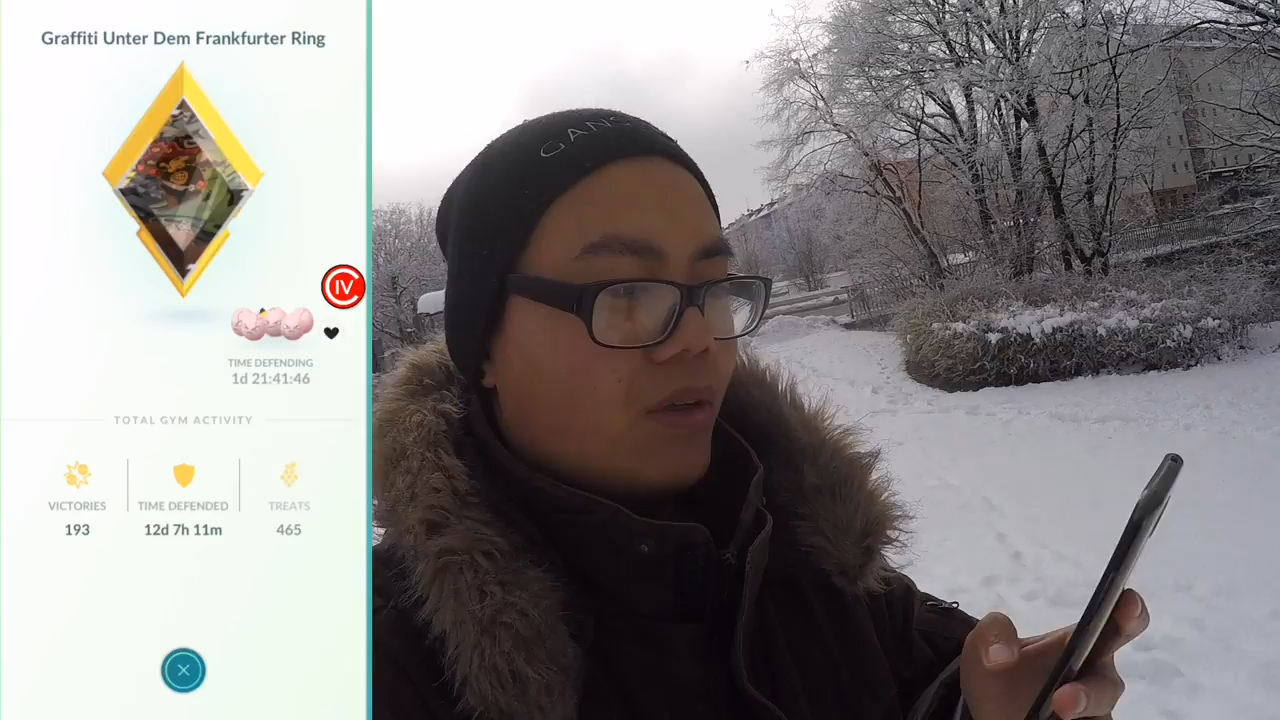 Graffiti Unter Dem Frankfurter Ring
IV
TIME DEFENDING
1d 21:41:46
TOTAL GYM ACTIVITY
VICTORIES
TIME DEFENDED
TREATS
193
12d 7h 11m
465